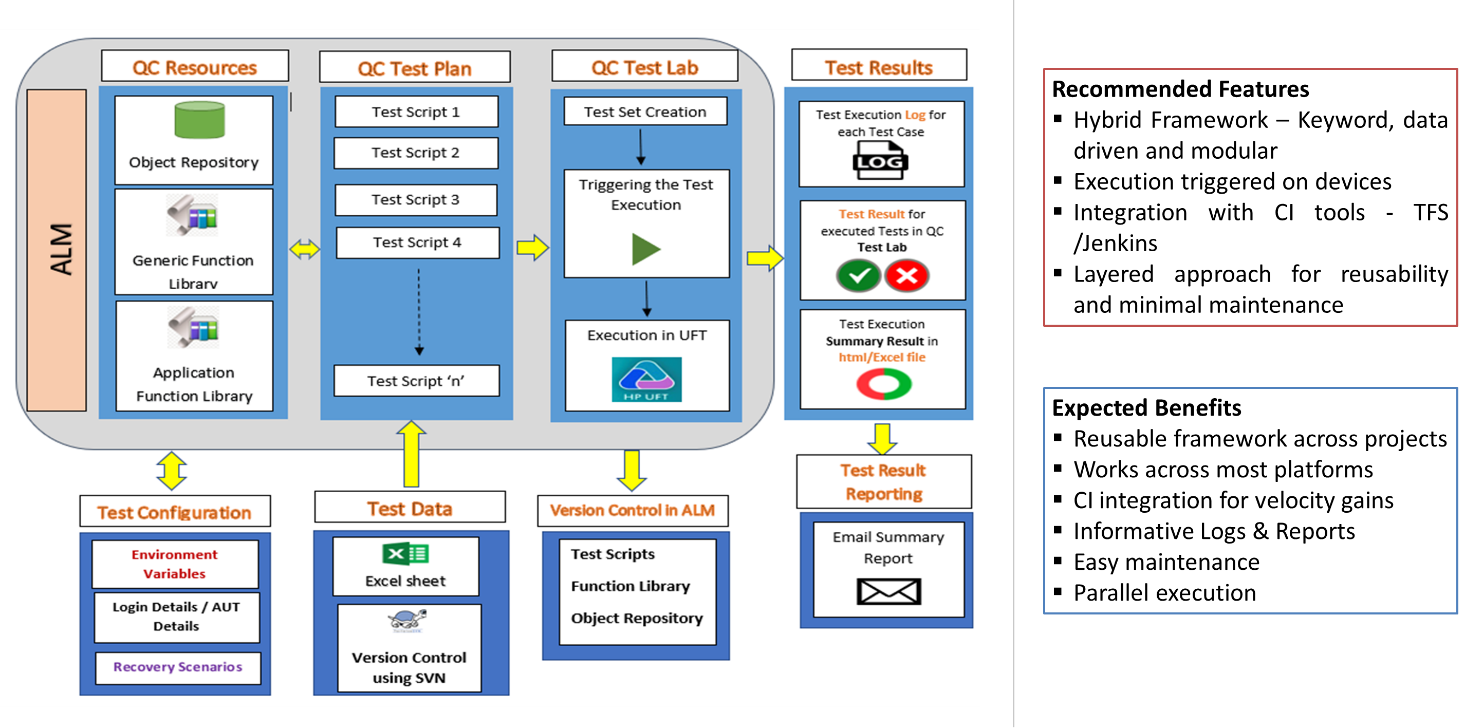 ALM
QC Resources
Object Repository
Generic Function
Library
Application
Function Library
QC Test Plan
Test Script 1
Test Script 2
Test Script 3
Test Script 4
Test Script ‘n’
QC Test Lab
Test Set Creation
Triggering the Test
Execution
Execution in UFT
HP UFT
Test Results
Test Execution Log for
each Test Case
LOG
Test Result for
executed Tests in QC
Test Lab
Test Execution
Summary Result in
html/Excel file
Test Configuration
Environment
Variables
Login Details / AUT
Details
Recovery Scenarios
Test Data
Excel sheet
Version Control
using SVN
Version Control in ALM
Test Scripts
Function Library
Object Repository
Test Result
Reporting
Email Summary
Report
Recommended Features
▪ Hybrid Framework – Keyword, data
driven and modular
▪ Execution triggered on devices
▪ Integration with CI tools - TFS
/Jenkins
▪ Layered approach for reusability
and minimal maintenance
Expected Benefits
▪ Reusable framework across projects
▪ Works across most platforms
▪ CI integration for velocity gains
▪ Informative Logs & Reports
▪ Easy maintenance
▪ Parallel execution